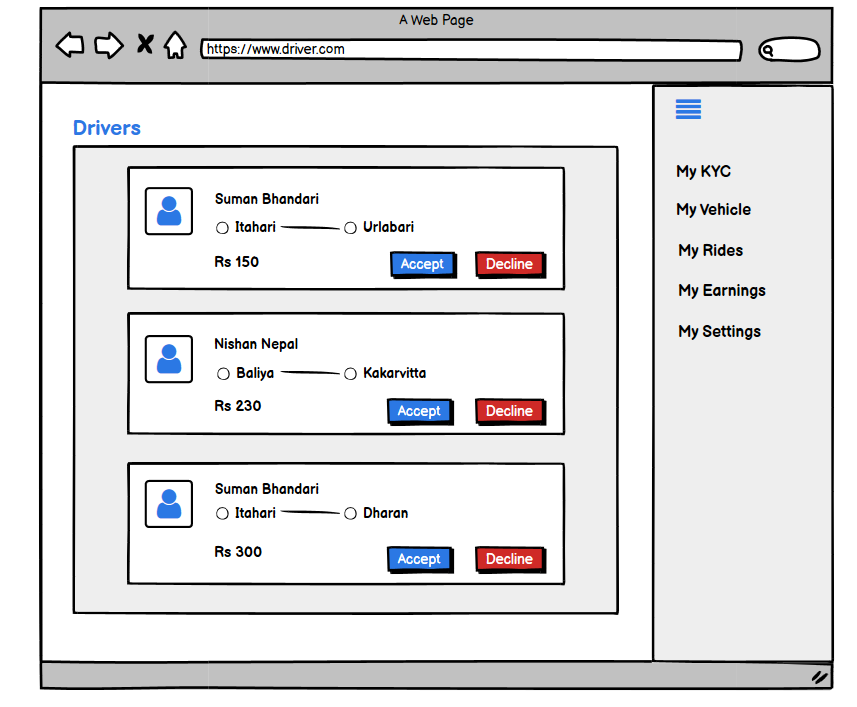 A Web Page
https://www.driver.com
Drivers
Suman Bhandari
Itahari Urlabari
Rs 150
Accept Decline
Nishan Nepal
Baliya Kakarvitta
Rs 230
Accept Decline
Suman Bhandari
Itahari Dharan
Rs 300
Accept Decline
My KYC
My Vehicle
My Rides
My Earnings
My Settings